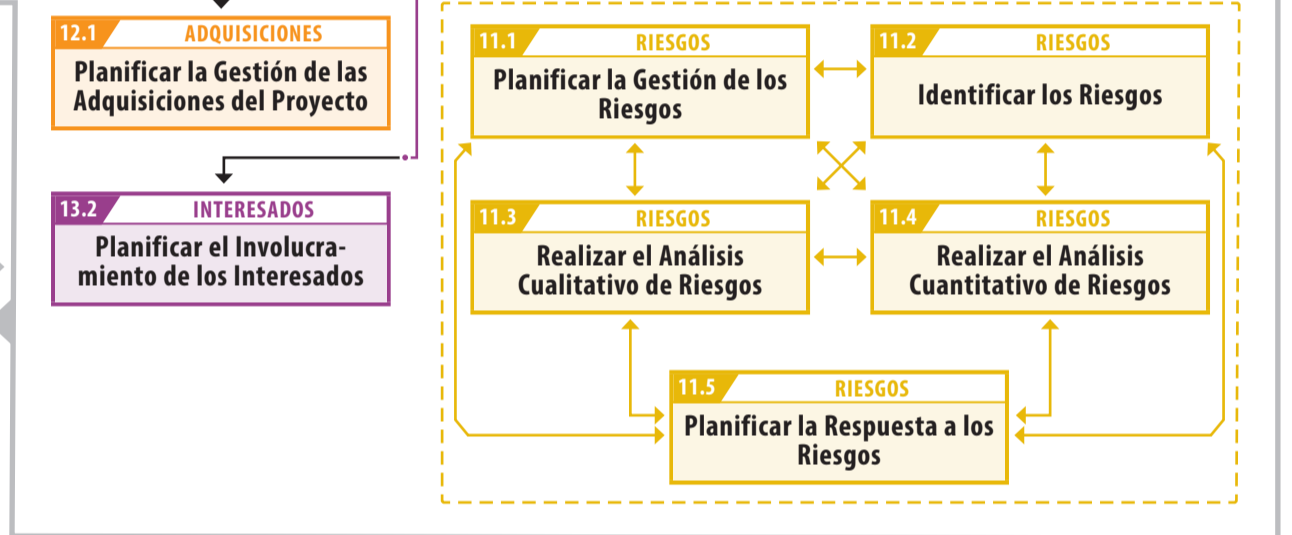 12.1 ADQUISICIONES
Planificar la Gestión de las
Adquisiciones del Proyecto
13.2 INTERESADOS
Planificar el Involucra-
miento de los Interesados
11.1 RIESGOS
Planificar la Gestión de los
Riesgos
11.2 RIESGOS
Identificar los Riesgos
11.3 RIESGOS
Realizar el Análisis
Cualitativo de Riesgos
11.4 RIESGOS
Realizar el Análisis
Cuantitativo de Riesgos
11.5 RIESGOS
Planificar la Respuesta a los
Riesgos